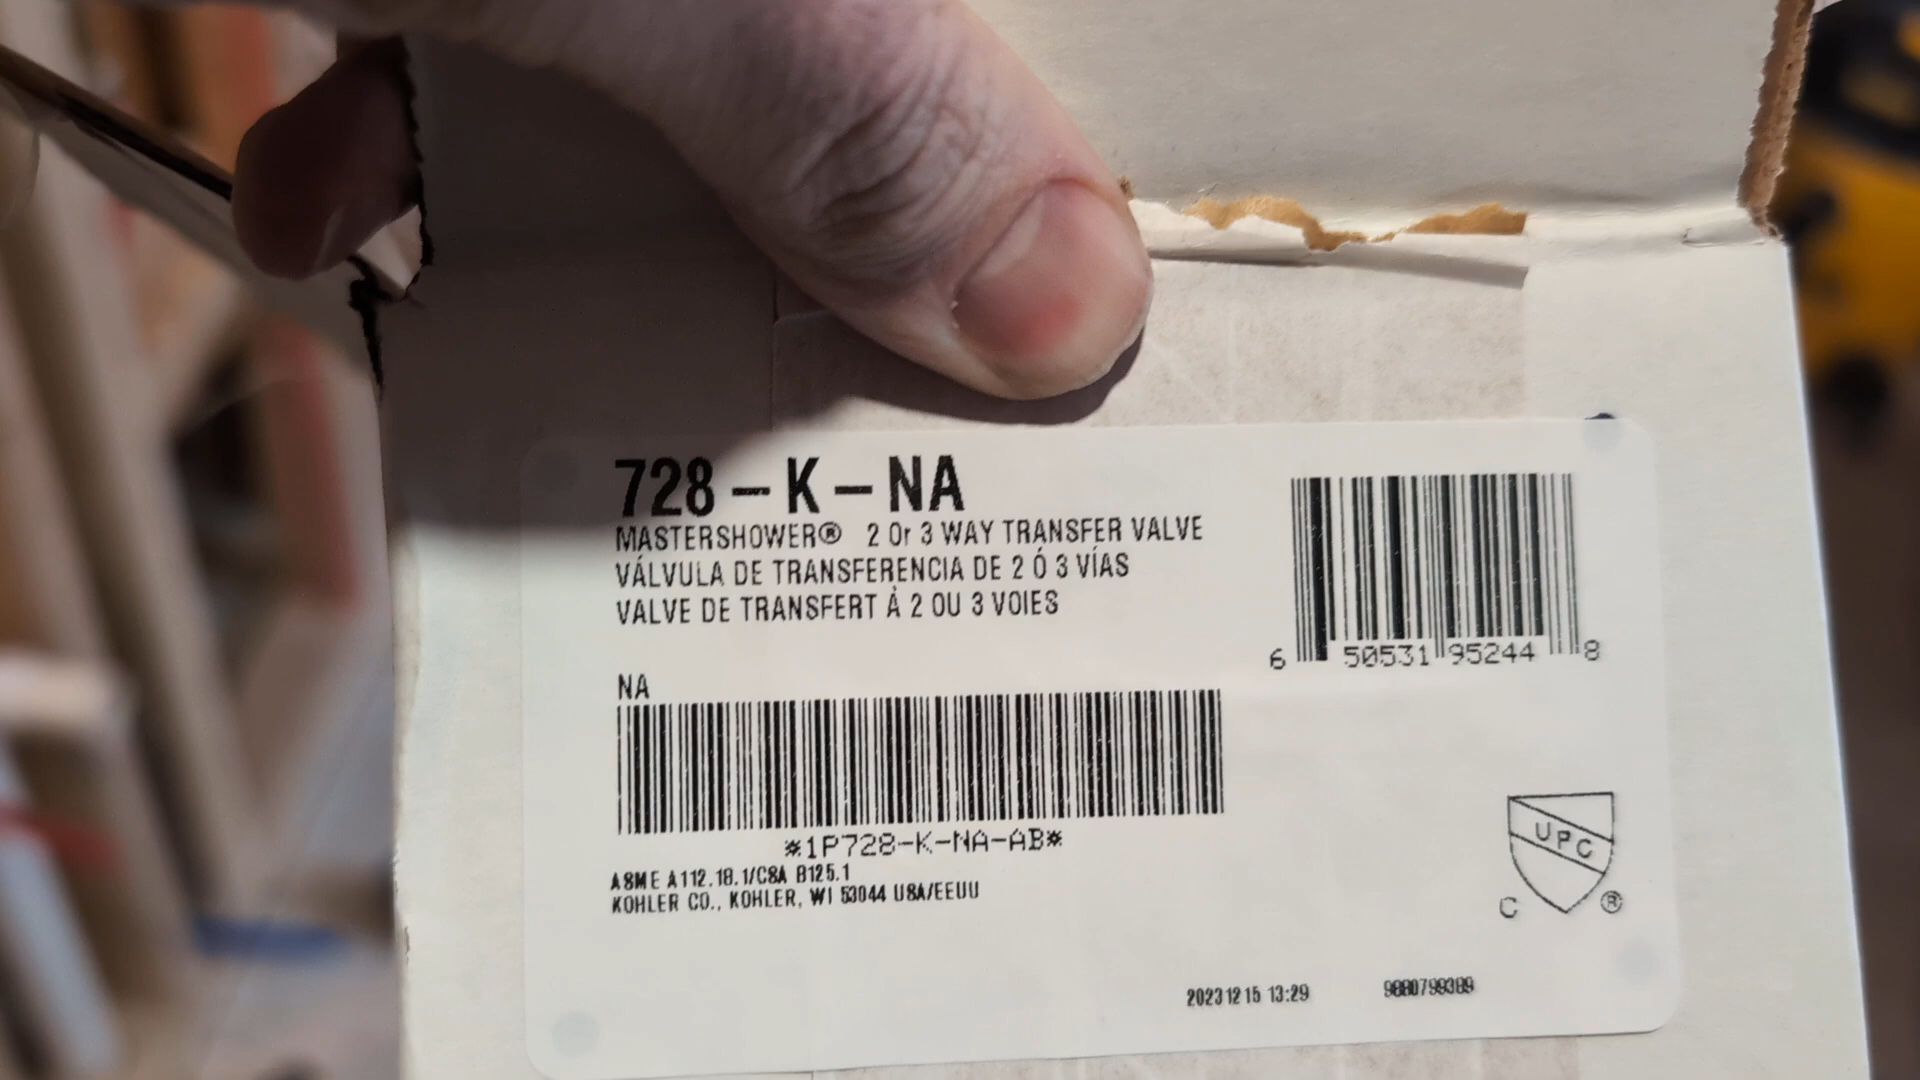 728-K-NA
MASTERSHOWER® 2 Or 3 WAY TRANSFER VALVE
VÁLVULA DE TRANSFERENCIA DE 2 Ó 3 VÍAS
VALVE DE TRANSFERT À 2 OU 3 VOIES
6 50531 95244 8
NA
*1P728-K-NA-AB*
ASME A112.18.1/CSA B125.1
KOHLER CO., KOHLER, WI 53044 USA/EEUU
UPC
C ®
20231215 13:29